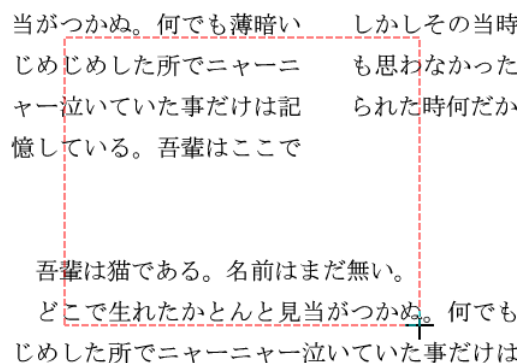 当がつかぬ。何でも薄暗い
じめじめした所でニャーニ
ャー泣いていた事だけは記
憶している。吾輩はここで
しかしその当時
も思わなかった
られた時何だか
吾輩は猫である。名前はまだ無い。
どこで生れたかとんと見当がつかぬ。何でも
じめした所でニャーニャー泣いていた事だけは